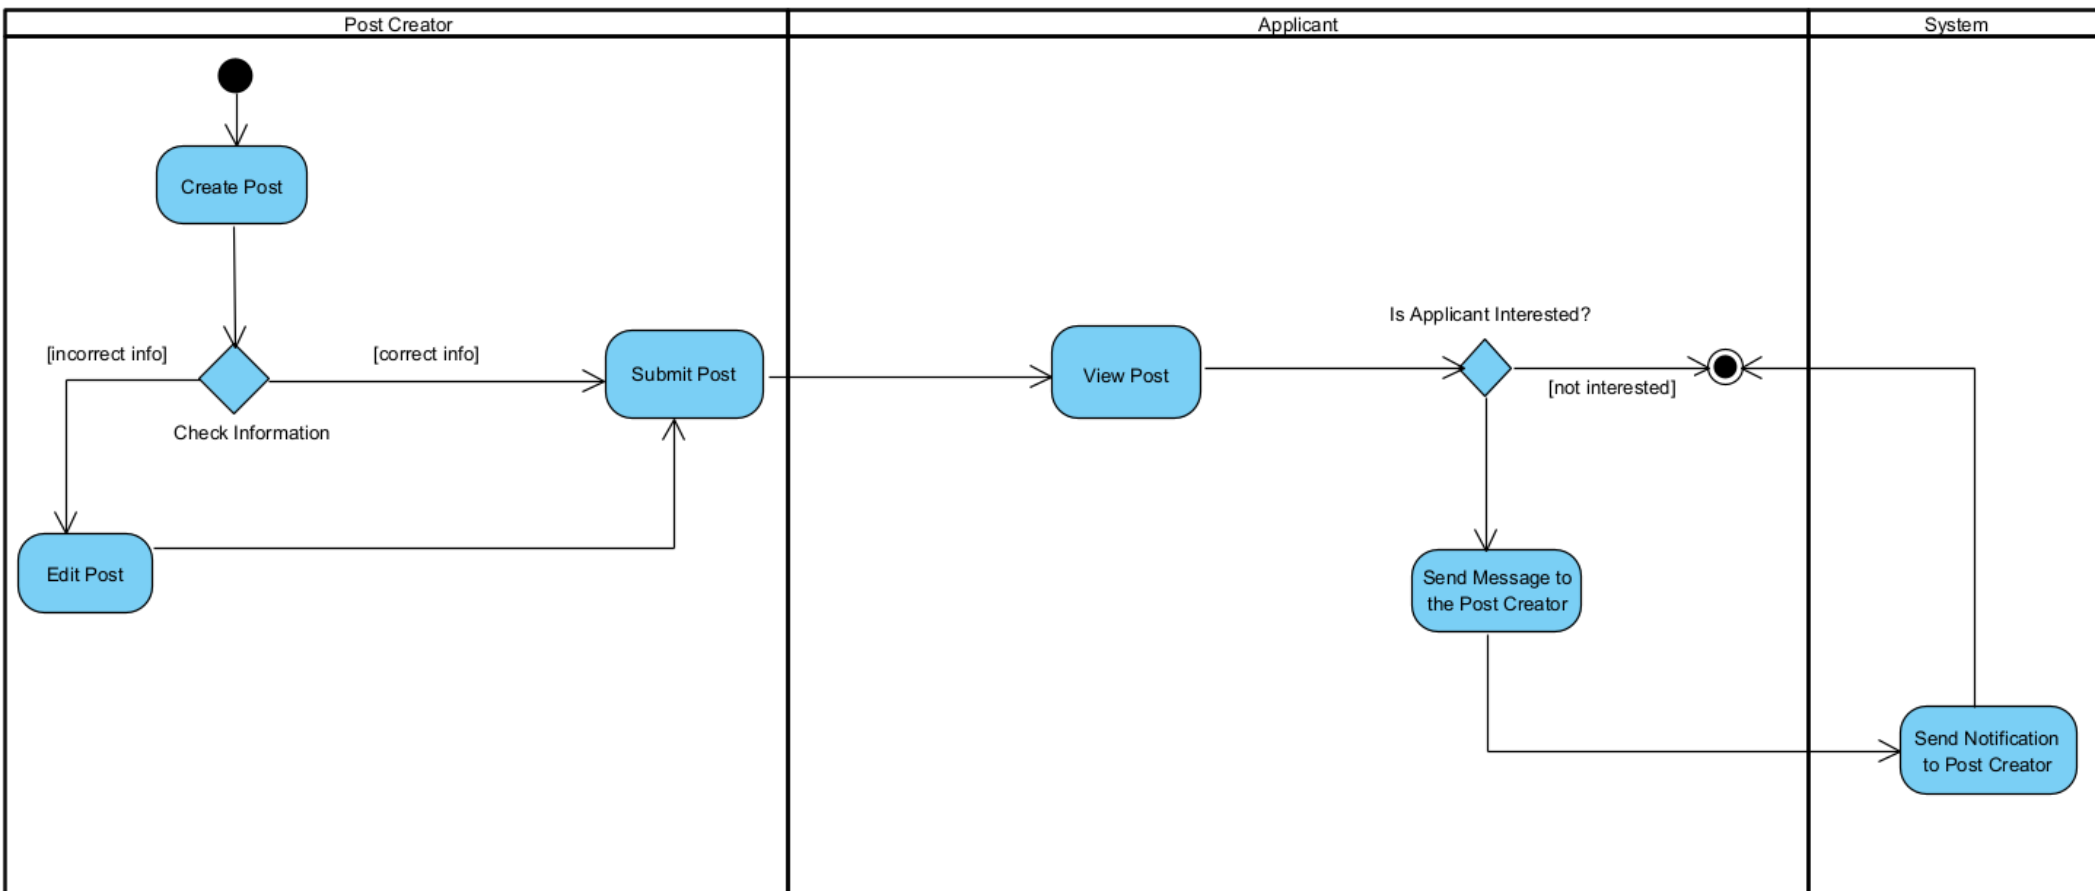 Post Creator
Applicant
System
Create Post
[incorrect info]
[correct info]
Check Information
Submit Post
Edit Post
View Post
Is Applicant Interested?
[not interested]
Send Message to
the Post Creator
Send Notification
to Post Creator